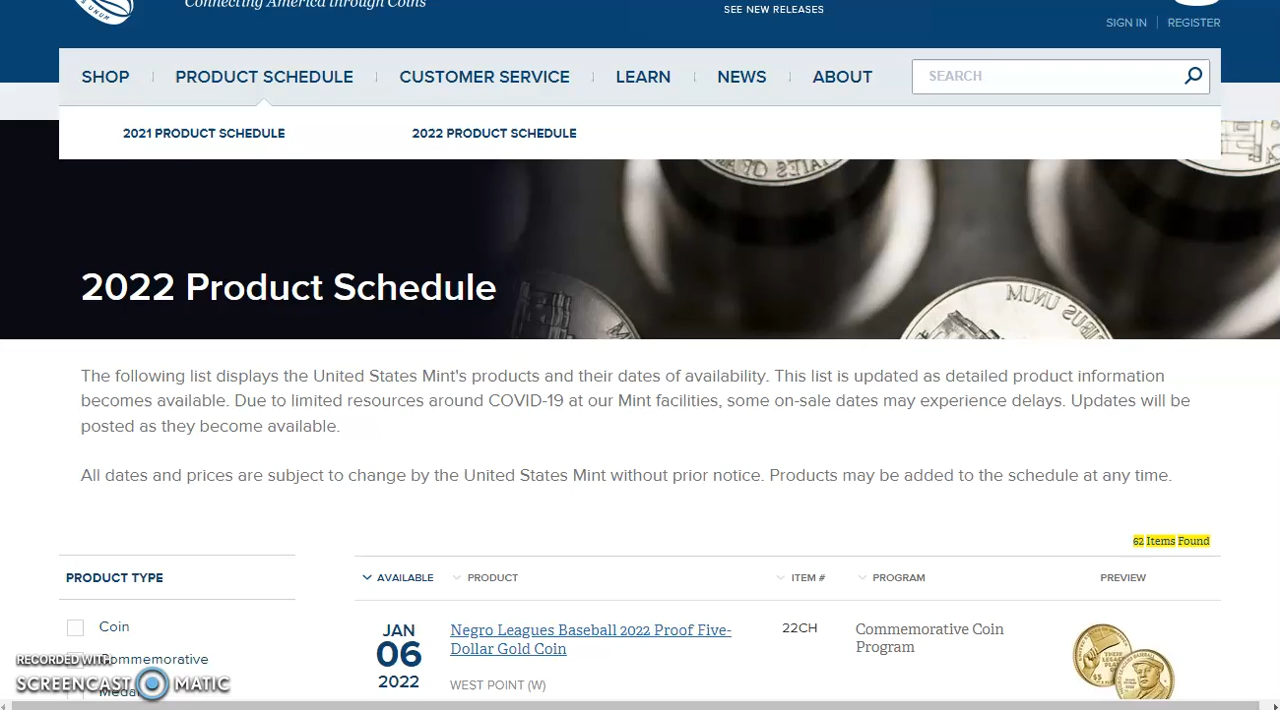 Connecting America through Coins
SEE NEW RELEASES
SIGN IN
REGISTER
SHOP
PRODUCT SCHEDULE
CUSTOMER SERVICE
LEARN
NEWS
ABOUT
SEARCH
2021 PRODUCT SCHEDULE
2022 PRODUCT SCHEDULE
2022 Product Schedule
The following list displays the United States Mint's products and their dates of availability. This list is updated as detailed product information
becomes available. Due to limited resources around COVID-19 at our Mint facilities, some on-sale dates may experience delays. Updates will be
posted as they become available.
All dates and prices are subject to change by the United States Mint without prior notice. Products may be added to the schedule at any time.
62 Items Found
PRODUCT TYPE
Coin
Commemorative
Medal
AVAILABLE
PRODUCT
ITEM #
PROGRAM
PREVIEW
JAN
06
2022
Negro Leagues Baseball 2022 Proof Five-
Dollar Gold Coin
WEST POINT (W)
22CH
Commemorative Coin
Program
RECORDED WITH
SCREENCAST MATIC